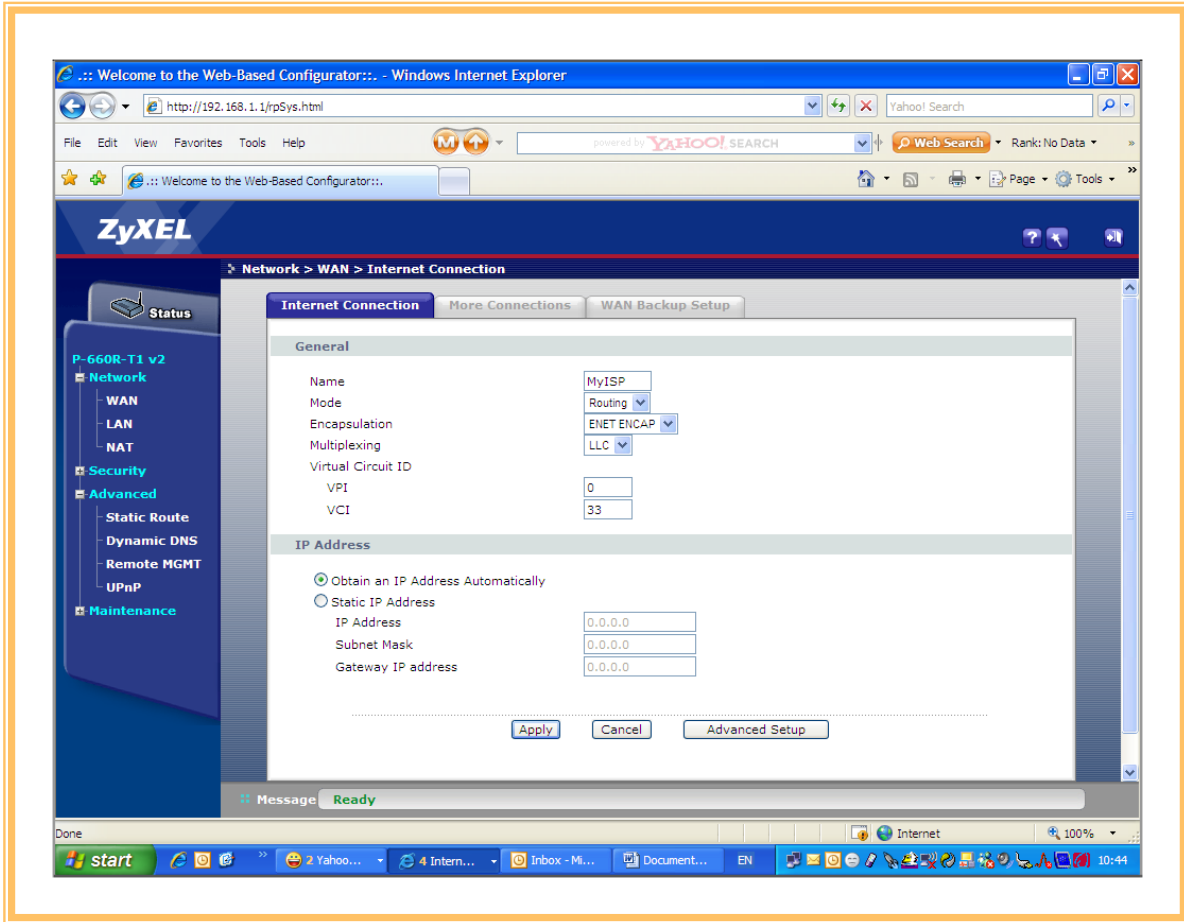 .:: Welcome to the Web-Based Configurator::. - Windows Internet Explorer
http://192.168.1.1/rpSys.html
Yahoo! Search
File Edit View Favorites Tools Help
M
powered by YAHOO! SEARCH
Web Search
Rank: No Data
»
.:: Welcome to the Web-Based Configurator::.
Page
Tools
»
ZyXEL
?
Network > WAN > Internet Connection
Status
Internet Connection
More Connections
WAN Backup Setup
P-660R-T1 v2
Network
WAN
LAN
NAT
Security
Advanced
Static Route
Dynamic DNS
Remote MGMT
UPnP
Maintenance
General
Name MyISP
Mode Routing
Encapsulation ENET ENCAP
Multiplexing LLC
Virtual Circuit ID
VPI 0
VCI 33
IP Address
Obtain an IP Address Automatically
Static IP Address
IP Address 0.0.0.0
Subnet Mask 0.0.0.0
Gateway IP address 0.0.0.0
Apply Cancel Advanced Setup
Message Ready
Done
Internet
100%
start
»
2 Yahoo...
4 Intern...
Inbox - Mi...
Document...
EN
10:44